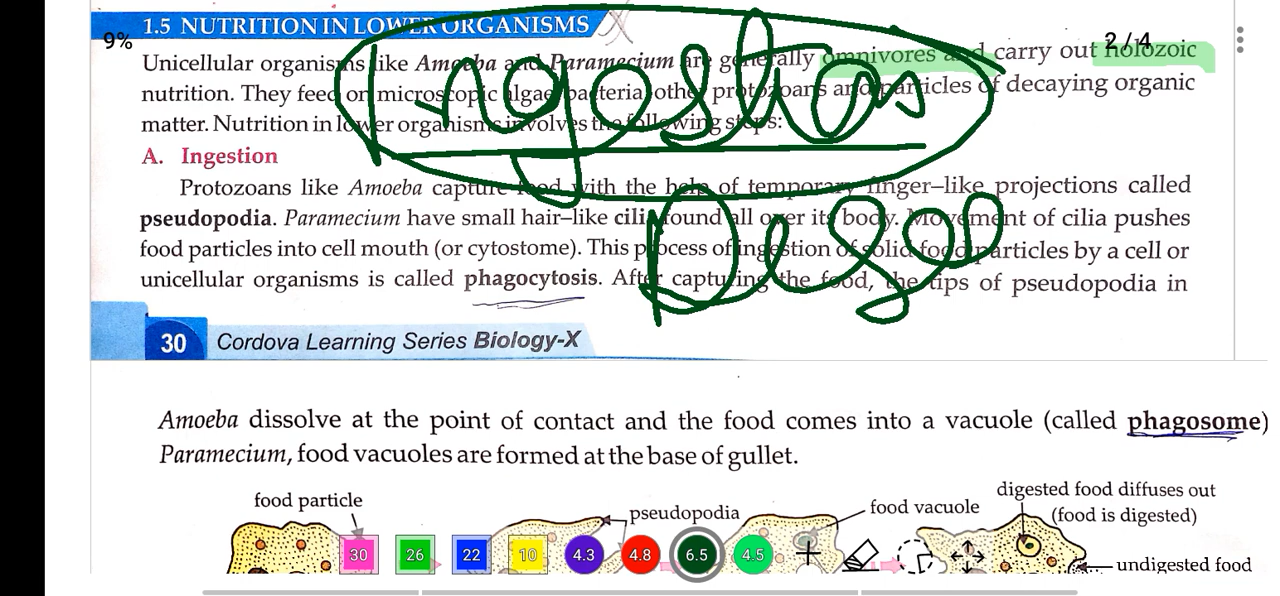 1.5 NUTRITION IN LOWER ORGANISMS
9%
2/14
Unicellular organisms like Amoeba and Paramecium are generally omnivores and carry out holozoic
nutrition. They feed on microscopic algae, bacteria, other protozoans and particles of decaying organic
matter. Nutrition in lower organisms involves the following steps:
Ingestion
A. Ingestion
Protozoans like Amoeba capture food with the help of temporary finger–like projections called
pseudopodia. Paramecium have small hair–like cilia found all over its body. Movement of cilia pushes
food particles into cell mouth (or cytostome). This process of ingestion of solid food particles by a cell or
unicellular organisms is called phagocytosis. After capturing the food, the tips of pseudopodia in
30 Cordova Learning Series Biology-X
Amoeba dissolve at the point of contact and the food comes into a vacuole (called phagosome)
Paramecium, food vacuoles are formed at the base of gullet.
food particle
pseudopodia
food vacuole
digested food diffuses out
(food is digested)
undigested food
30 26 22 10 4.3 4.8 6.5 4.5